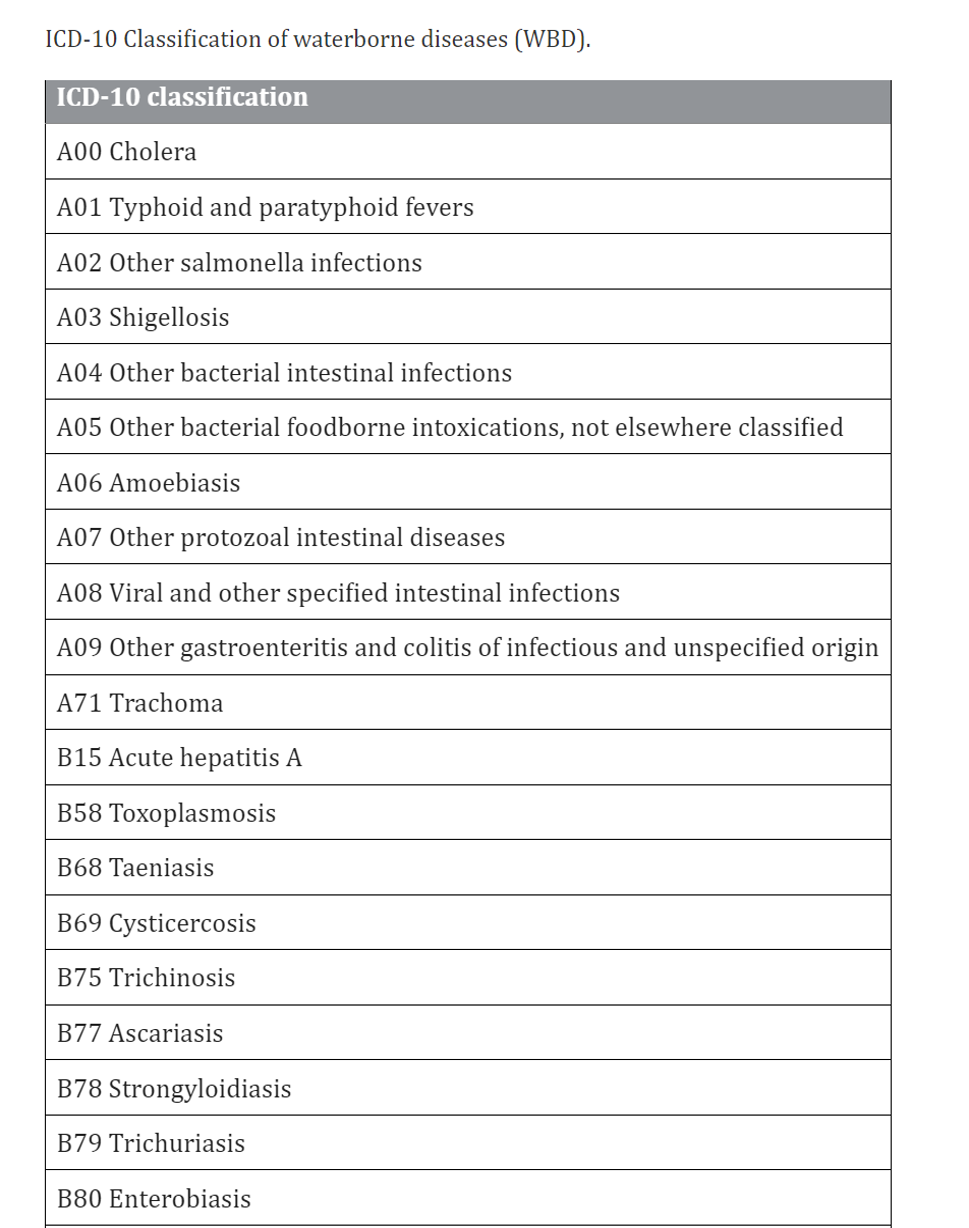 ICD-10 Classification of waterborne diseases (WBD).
ICD-10 classification
A00 Cholera
A01 Typhoid and paratyphoid fevers
A02 Other salmonella infections
A03 Shigellosis
A04 Other bacterial intestinal infections
A05 Other bacterial foodborne intoxications, not elsewhere classified
A06 Amoebiasis
A07 Other protozoal intestinal diseases
A08 Viral and other specified intestinal infections
A09 Other gastroenteritis and colitis of infectious and unspecified origin
A71 Trachoma
B15 Acute hepatitis A
B58 Toxoplasmosis
B68 Taeniasis
B69 Cysticercosis
B75 Trichinosis
B77 Ascariasis
B78 Strongyloidiasis
B79 Trichuriasis
B80 Enterobiasis